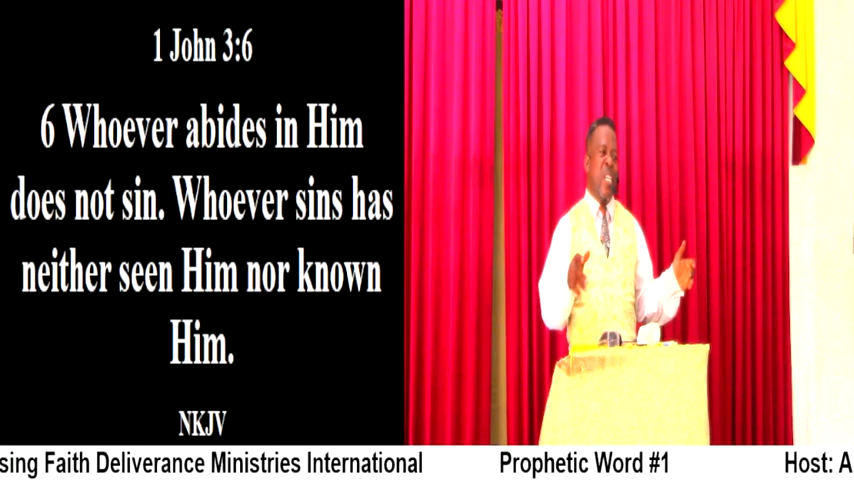 1 John 3:6
6 Whoever abides in Him
does not sin. Whoever sins has
neither seen Him nor known
Him.
NKJV
sing Faith Deliverance Ministries International Prophetic Word #1 Host: A